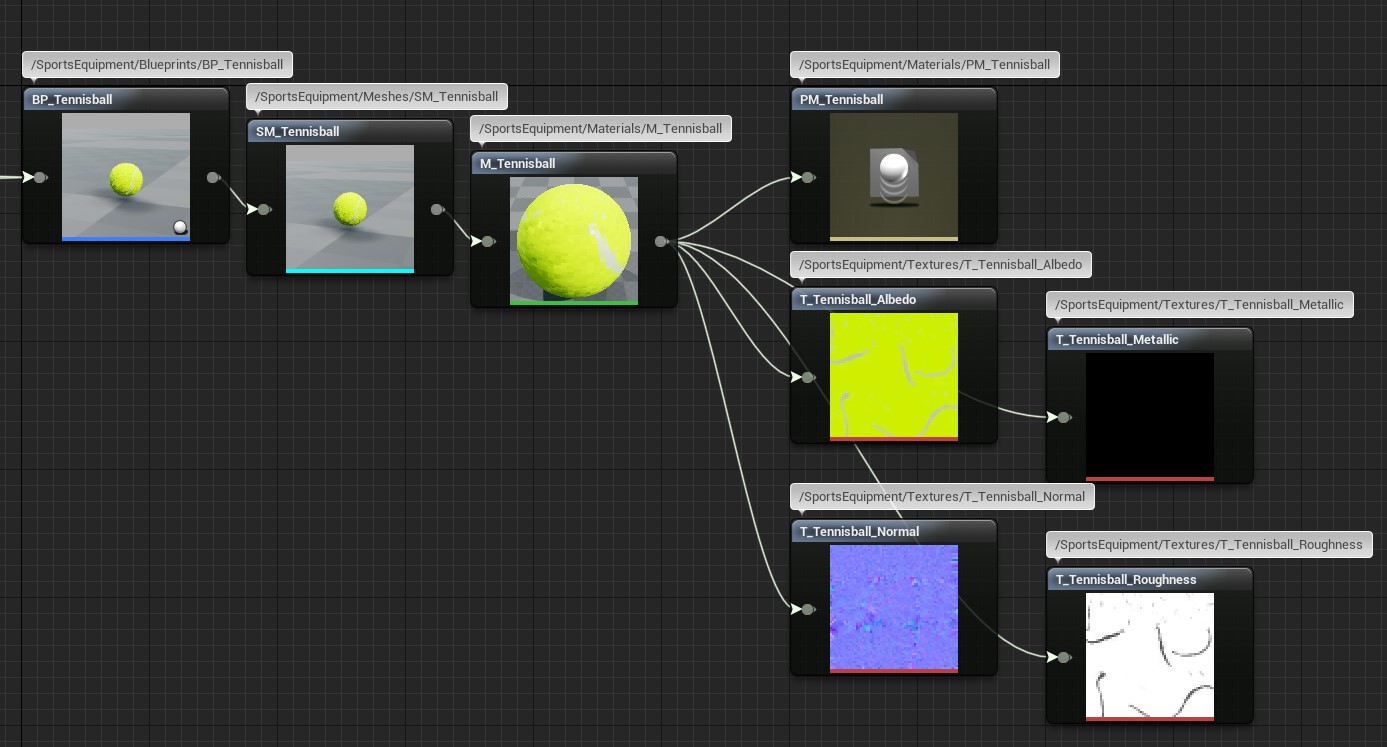 /SportsEquipment/Blueprints/BP_Tennisball
BP_Tennisball
/SportsEquipment/Meshes/SM_Tennisball
SM_Tennisball
/SportsEquipment/Materials/M_Tennisball
M_Tennisball
/SportsEquipment/Materials/PM_Tennisball
PM_Tennisball
/SportsEquipment/Textures/T_Tennisball_Albedo
T_Tennisball_Albedo
/SportsEquipment/Textures/T_Tennisball_Metallic
T_Tennisball_Metallic
/SportsEquipment/Textures/T_Tennisball_Normal
T_Tennisball_Normal
/SportsEquipment/Textures/T_Tennisball_Roughness
T_Tennisball_Roughness